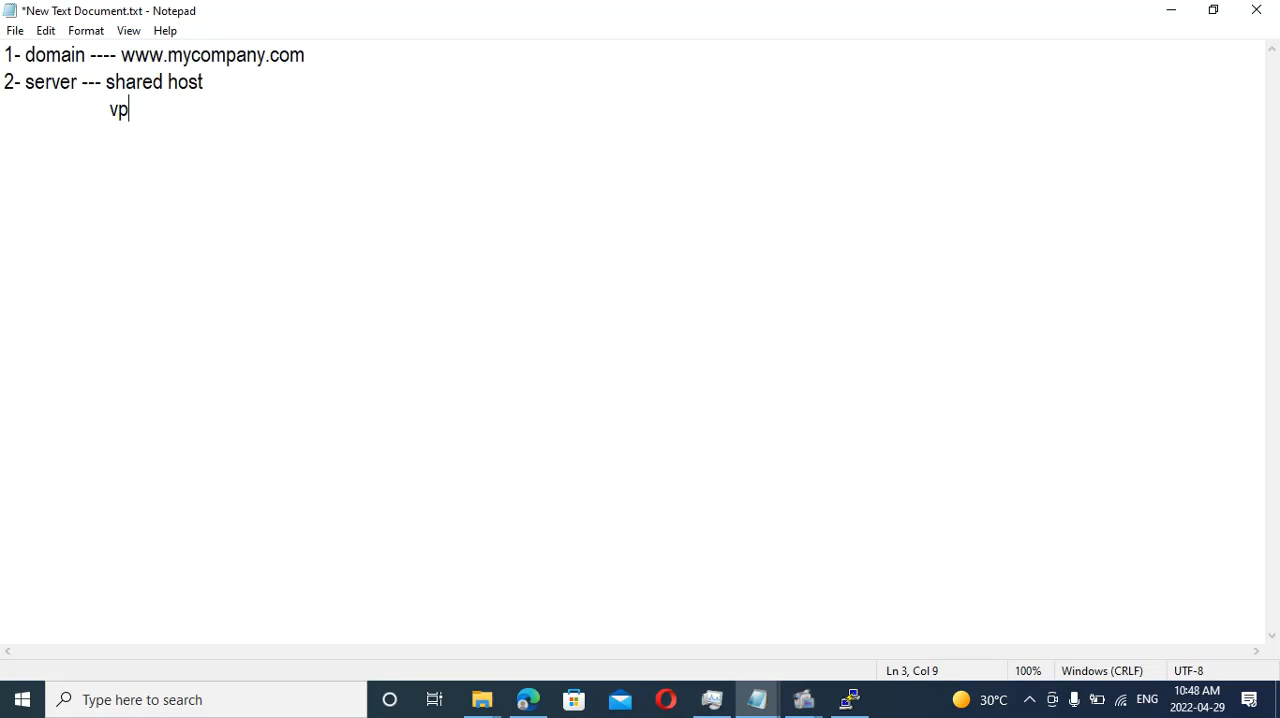 *New Text Document.txt - Notepad
File Edit Format View Help
1- domain ---- www.mycompany.com
2- server --- shared host
vp
Ln 3, Col 9 100% Windows (CRLF) UTF-8
Type here to search
30°C ENG 10:48 AM
2022-04-29